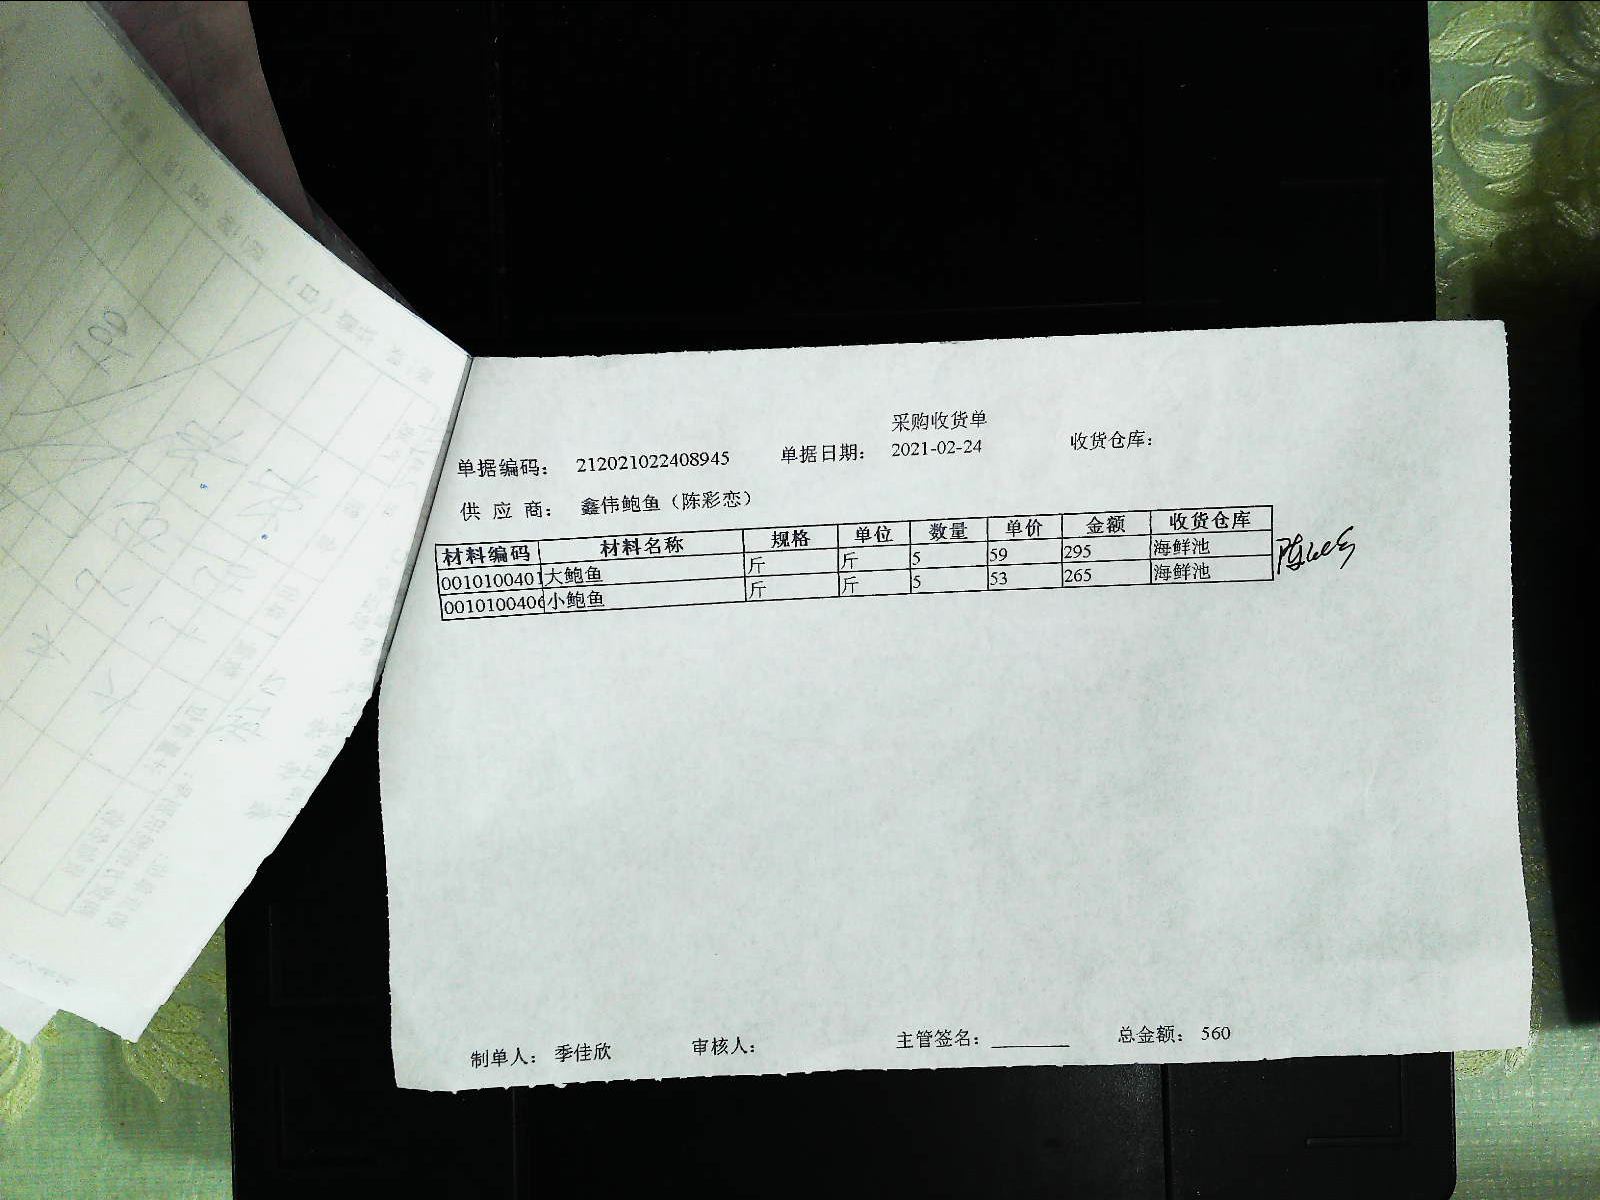 采购收货单
单据编码： 212021022408945 单据日期： 2021-02-24 收货仓库：
供 应 商： 鑫伟鲍鱼（陈彩恋）
材料编码 材料名称 规格 单位 数量 单价 金额 收货仓库
0010100401 大鲍鱼 斤 斤 5 59 295 海鲜池
0010100406 小鲍鱼 斤 斤 5 53 265 海鲜池
制单人： 季佳欣 审核人： 主管签名：________ 总金额： 560